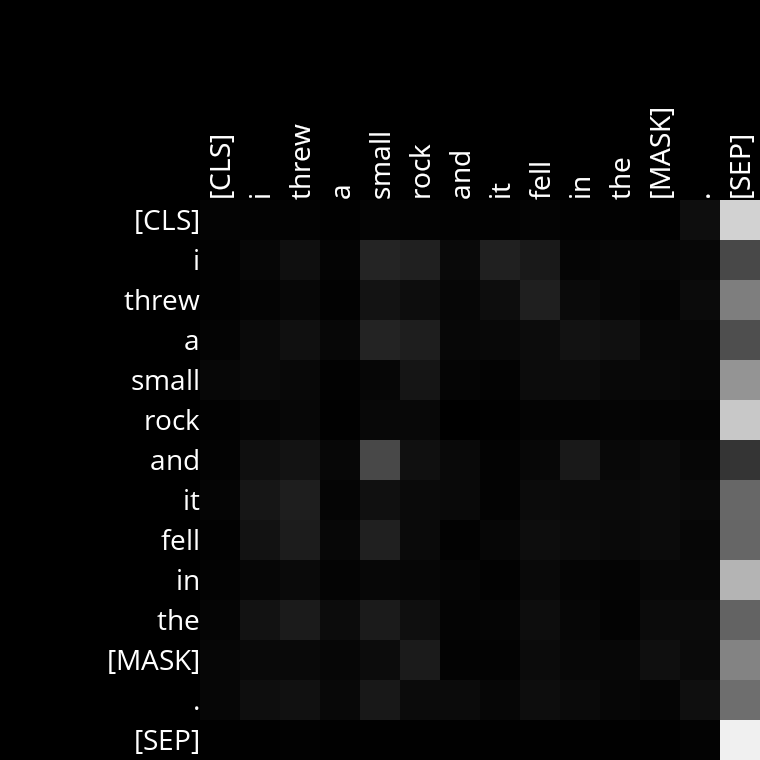 [CLS] i threw a small rock and it fell in the [MASK] . [SEP]
[CLS]
i
threw
a
small
rock
and
it
fell
in
the
[MASK]
.
[SEP]